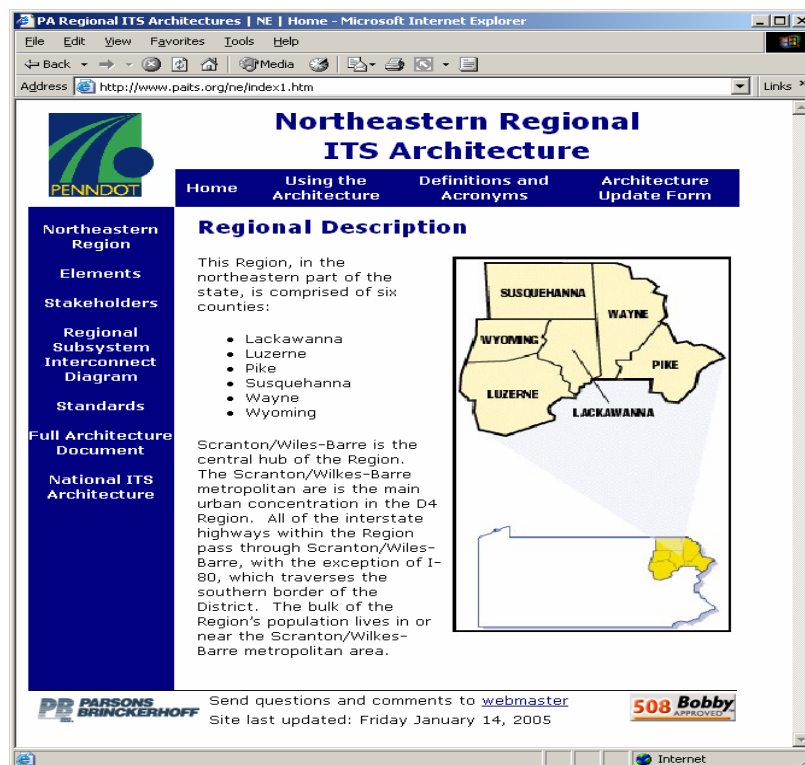 PA Regional ITS Architectures | NE | Home - Microsoft Internet Explorer
File Edit View Favorites Tools Help
Back Media
Address http://www.paits.org/ne/index1.htm Links »
PENNDOT
Northeastern Regional
ITS Architecture
Home Using the Architecture Definitions and Acronyms Architecture Update Form
Northeastern
Region
Elements
Stakeholders
Regional
Subsystem
Interconnect
Diagram
Standards
Full Architecture
Document
National ITS
Architecture
Regional Description
This Region, in the
northeastern part of the
state, is comprised of six
counties:
• Lackawanna
• Luzerne
• Pike
• Susquehanna
• Wayne
• Wyoming
Scranton/Wiles-Barre is the
central hub of the Region.
The Scranton/Wilkes-Barre
metropolitan are is the main
urban concentration in the D4
Region. All of the interstate
highways within the Region
pass through Scranton/Wiles-
Barre, with the exception of I-
80, which traverses the
southern border of the
District. The bulk of the
Region's population lives in or
near the Scranton/Wilkes-
Barre metropolitan area.
SUSQUEHANNA
WAYNE
WYOMING
PIKE
LUZERNE
LACKAWANNA
PB PARSONS
BRINCKERHOFF
Send questions and comments to webmaster
Site last updated: Friday January 14, 2005
508 Bobby
APPROVED
Internet